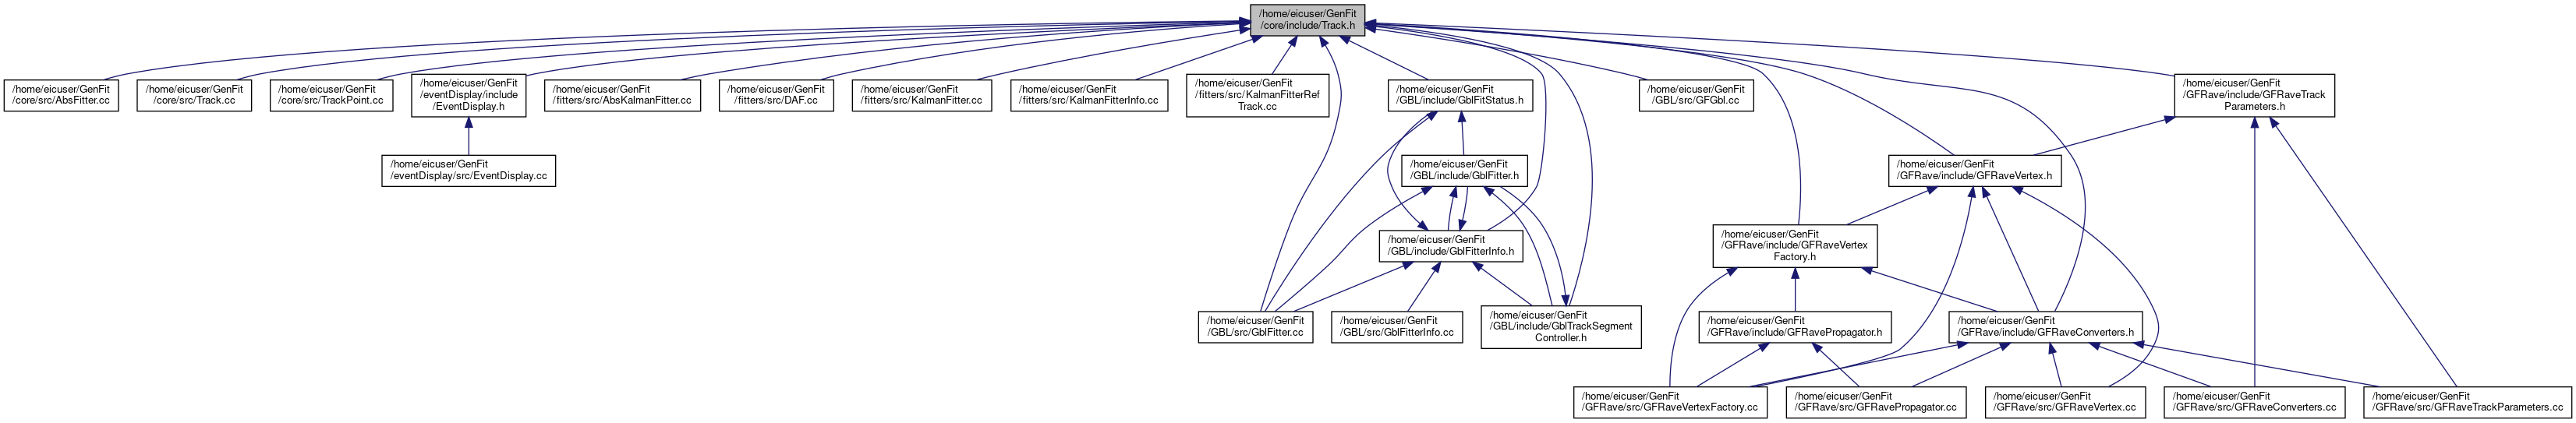 /home/eicuser/GenFit
/core/include/Track.h
/home/eicuser/GenFit
/core/src/AbsFitter.cc
/home/eicuser/GenFit
/core/src/Track.cc
/home/eicuser/GenFit
/core/src/TrackPoint.cc
/home/eicuser/GenFit
/eventDisplay/include
/EventDisplay.h
/home/eicuser/GenFit
/fitters/src/AbsKalmanFitter.cc
/home/eicuser/GenFit
/fitters/src/DAF.cc
/home/eicuser/GenFit
/fitters/src/KalmanFitter.cc
/home/eicuser/GenFit
/fitters/src/KalmanFitterInfo.cc
/home/eicuser/GenFit
/fitters/src/KalmanFitterRef
Track.cc
/home/eicuser/GenFit
/GBL/include/GblFitStatus.h
/home/eicuser/GenFit
/GBL/src/GFGbl.cc
/home/eicuser/GenFit
/GFRave/include/GFRaveTrack
Parameters.h
/home/eicuser/GenFit
/eventDisplay/src/EventDisplay.cc
/home/eicuser/GenFit
/GBL/include/GblFitter.h
/home/eicuser/GenFit
/GFRave/include/GFRaveVertex.h
/home/eicuser/GenFit
/GBL/include/GblFitterInfo.h
/home/eicuser/GenFit
/GFRave/include/GFRaveVertex
Factory.h
/home/eicuser/GenFit
/GBL/src/GblFitter.cc
/home/eicuser/GenFit
/GBL/src/GblFitterInfo.cc
/home/eicuser/GenFit
/GBL/include/GblTrackSegment
Controller.h
/home/eicuser/GenFit
/GFRave/include/GFRavePropagator.h
/home/eicuser/GenFit
/GFRave/include/GFRaveConverters.h
/home/eicuser/GenFit
/GFRave/src/GFRaveVertexFactory.cc
/home/eicuser/GenFit
/GFRave/src/GFRavePropagator.cc
/home/eicuser/GenFit
/GFRave/src/GFRaveVertex.cc
/home/eicuser/GenFit
/GFRave/src/GFRaveConverters.cc
/home/eicuser/GenFit
/GFRave/src/GFRaveTrackParameters.cc